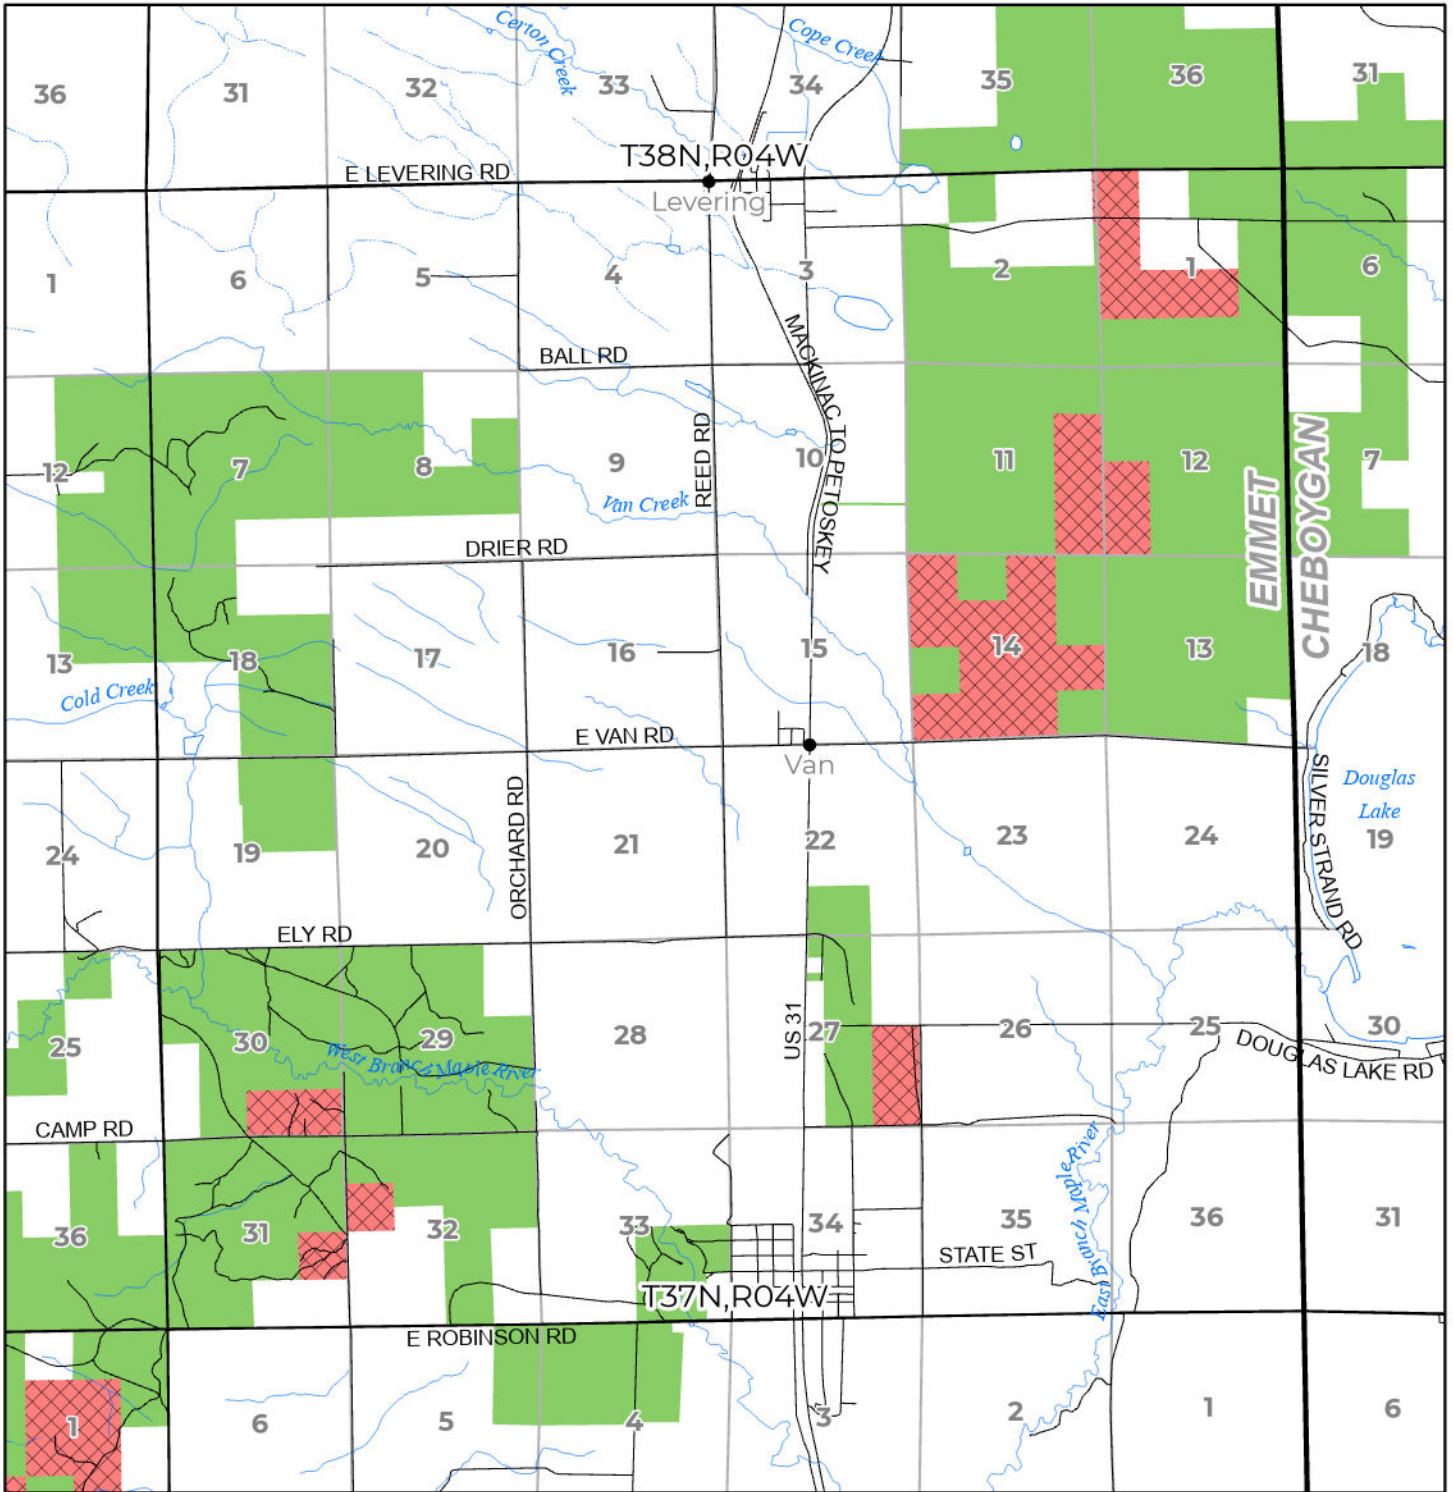 Certon Creek
Cope Creek
36
31
32
33
34
35
36
31
T38N,R04W
E LEVERING RD
Levering
1
6
5
4
3
2
1
6
BALL RD
MACKINAC TO PETOSKEY
REED RD
12
7
8
9
10
11
12
7
Van Creek
EMMET
CHEBOYGAN
DRIER RD
13
18
17
16
15
14
13
18
Cold Creek
E VAN RD
Van
SILVER STRAND RD
Douglas
Lake
ORCHARD RD
24
19
20
21
22
23
24
19
ELY RD
US 31
25
30
29
28
27
26
25
30
West Branch Maple River
DOUGLAS LAKE RD
CAMP RD
East Branch Maple River
36
31
32
33
34
35
36
31
STATE ST
T37N,R04W
E ROBINSON RD
1
6
5
4
3
2
1
6